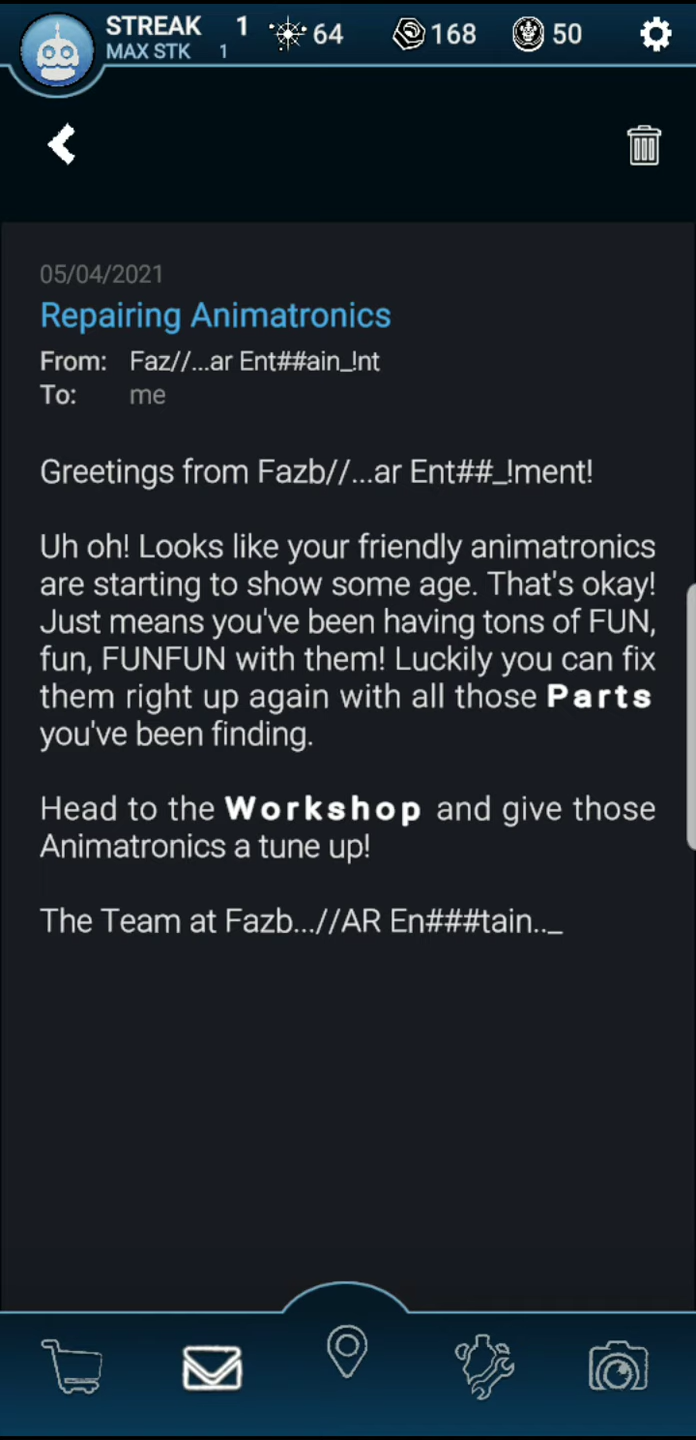 STREAK 1 64 168 50
MAX STK 1
05/04/2021
Repairing Animatronics
From: Faz//...ar Ent##ain_!nt
To: me
Greetings from Fazb//...ar Ent##_!ment!
Uh oh! Looks like your friendly animatronics
are starting to show some age. That's okay!
Just means you've been having tons of FUN,
fun, FUNFUN with them! Luckily you can fix
them right up again with all those Parts
you've been finding.
Head to the Workshop and give those
Animatronics a tune up!
The Team at Fazb...//AR En###tain.._